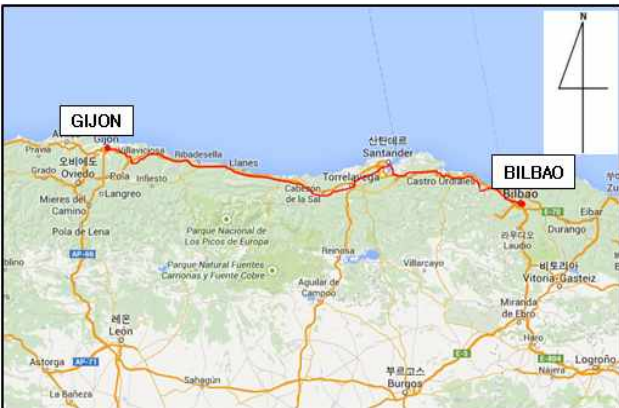 N
GIJON
Gijón
Pravia
Villaviciosa
Ribadesella
Llanes
산탄데르
Santander
오비에도
Oviedo
Grado
Pola
Infiesto
Langreo
Torrelavega
Cabezón
de la Sal
Castro Urdiales
BILBAO
Bilbao
E-70
Eibar
Durango
Mieres del
Camino
Pola de Lena
Parque Nacional de
Los Picos de Europa
Reinosa
라우디오
Laudio
Parque Natural Fuentes
Carrionas y Fuente Cobre
Villarcayo
비토리아
Vitoria-Gasteiz
AP-66
Aguilar de
Campoo
Miranda
de Ebro
레온
León
Haro
Astorga
AP-71
E-5
E-804
Logroño
Nájera
Sahagún
부르고스
Burgos
La Bañeza